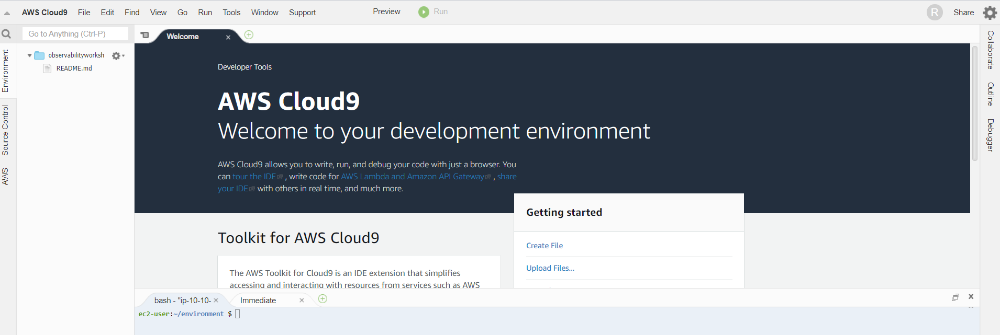 AWS Cloud9 File Edit Find View Go Run Tools Window Support Preview Run R Share
Go to Anything (Ctrl-P)
Welcome
Environment
Source Control
AWS
observabilityworksh
README.md
Developer Tools
AWS Cloud9
Welcome to your development environment
AWS Cloud9 allows you to write, run, and debug your code with just a browser. You
can tour the IDE , write code for AWS Lambda and Amazon API Gateway , share
your IDE with others in real time, and much more.
Getting started
Create File
Upload Files...
Toolkit for AWS Cloud9
The AWS Toolkit for Cloud9 is an IDE extension that simplifies
accessing and interacting with resources from services such as AWS
bash - "ip-10-10- Immediate
ec2-user:~/environment $
Collaborate
Outline
Debugger